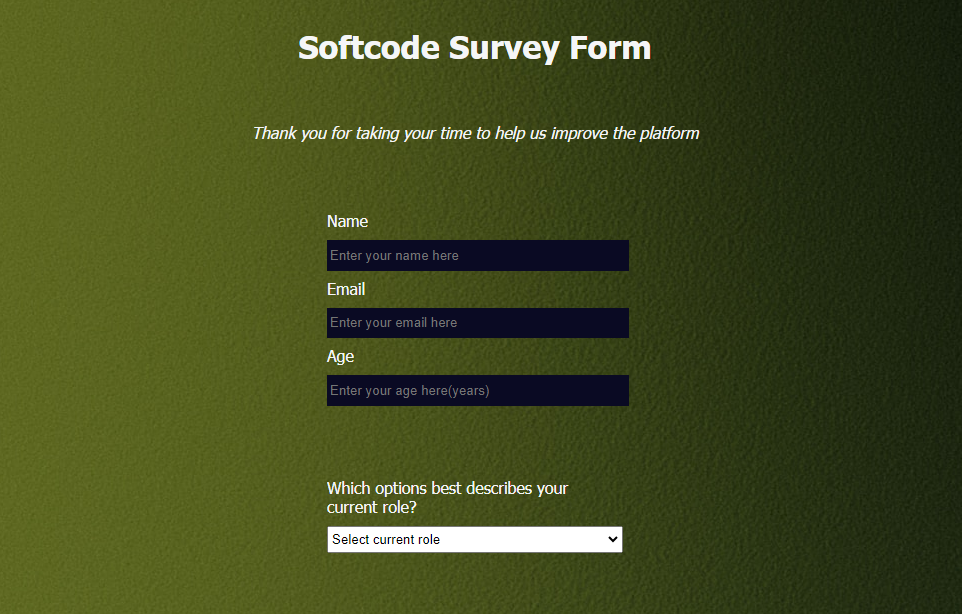 Softcode Survey Form
Thank you for taking your time to help us improve the platform
Name
Enter your name here
Email
Enter your email here
Age
Enter your age here(years)
Which options best describes your
current role?
Select current role